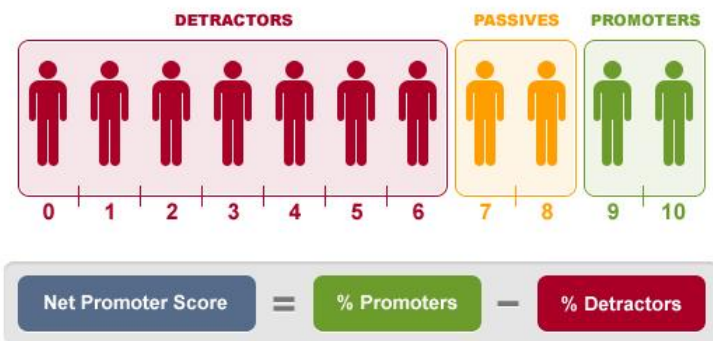 DETRACTORS PASSIVES PROMOTERS
0 1 2 3 4 5 6 7 8 9 10
Net Promoter Score = % Promoters − % Detractors